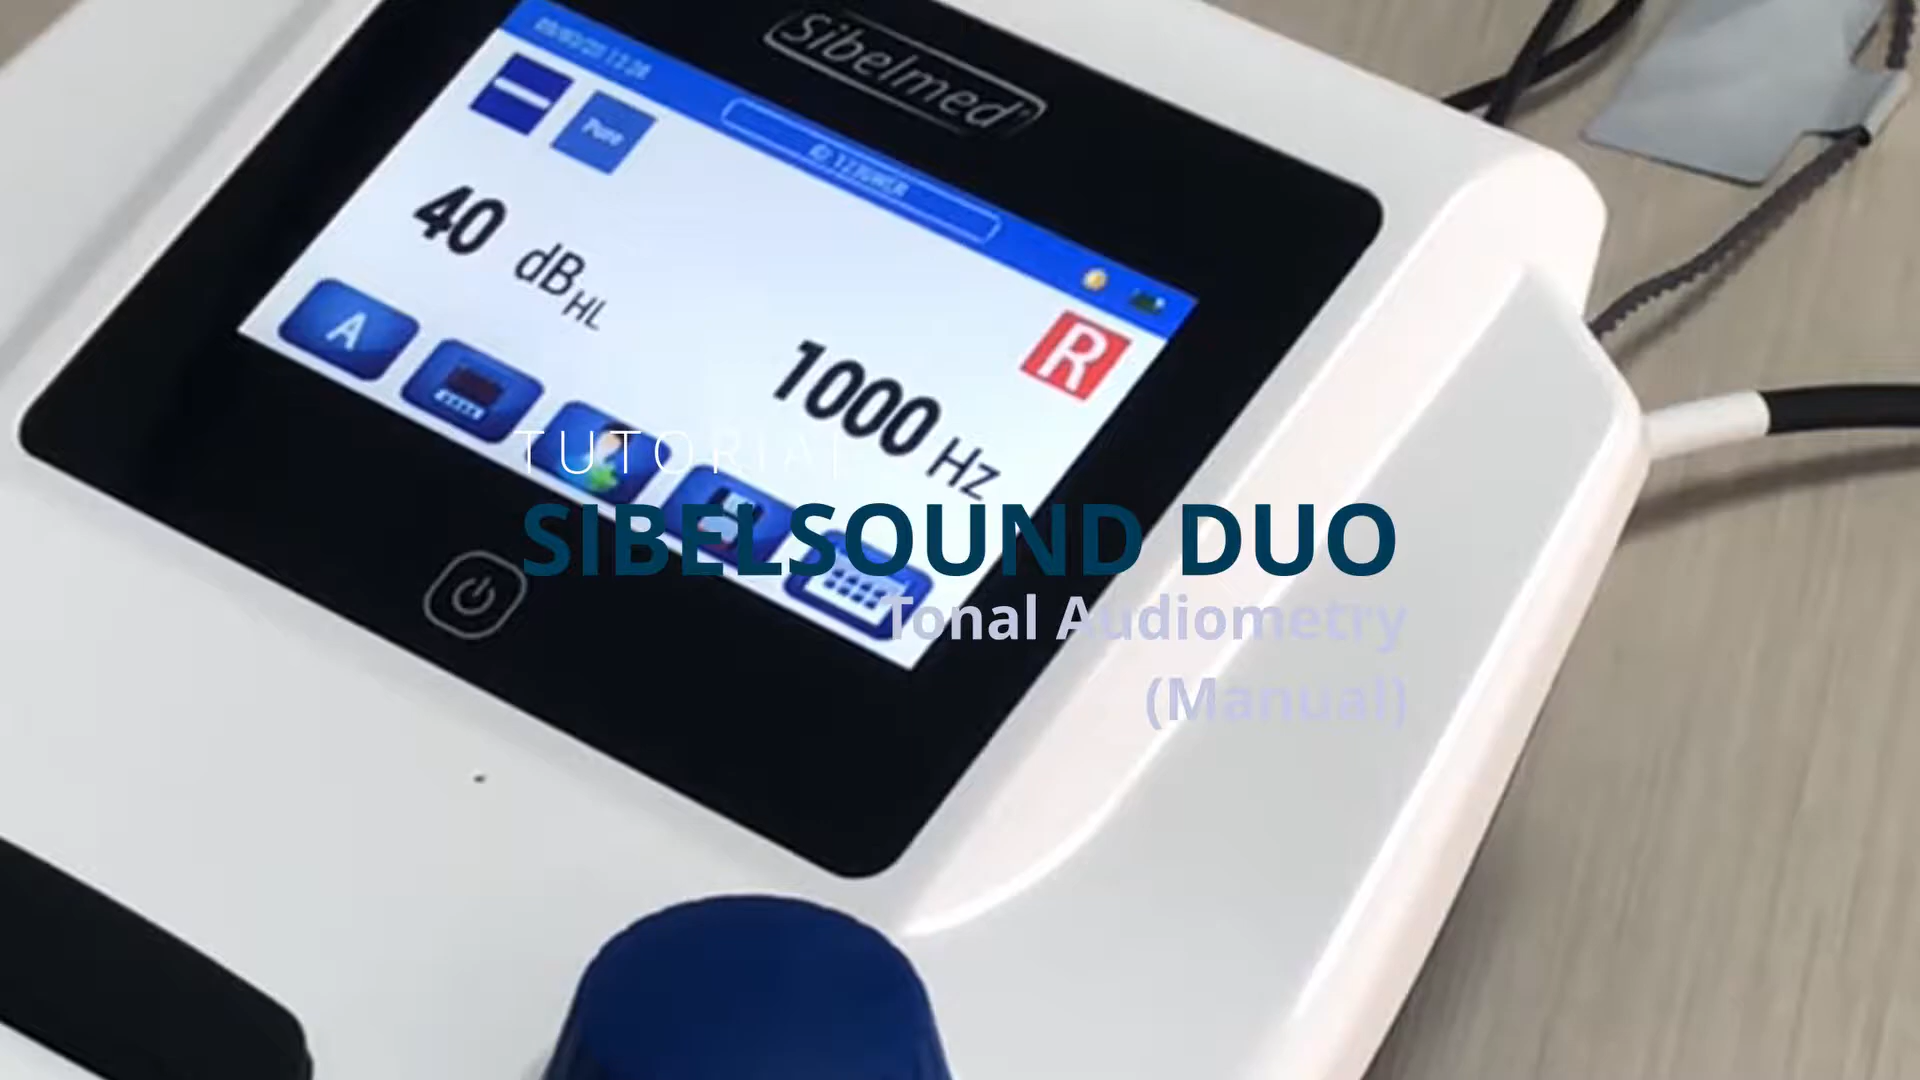 Sibelmed
Pure
40 dB HL
R
1000 Hz
A
TUTORIAL
SIBELSOUND DUO
Tonal Audiometry
(Manual)